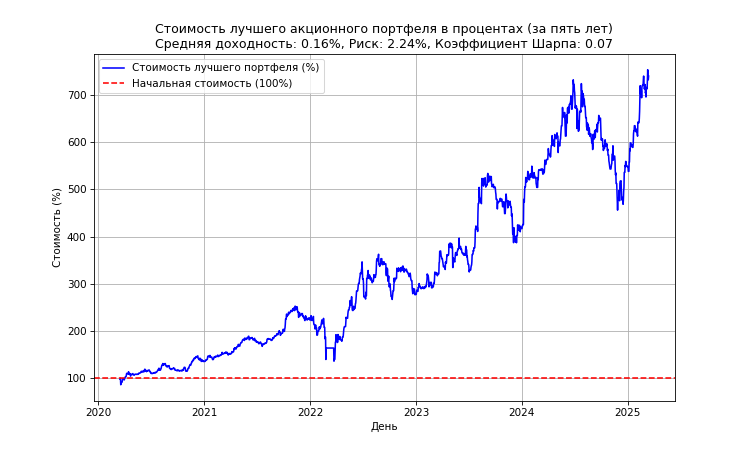 Стоимость лучшего акционного портфеля в процентах (за пять лет)
Средняя доходность: 0.16%, Риск: 2.24%, Коэффициент Шарпа: 0.07
Стоимость лучшего портфеля (%)
Начальная стоимость (100%)
Стоимость (%)
700
600
500
400
300
200
100
2020
2021
2022
2023
2024
2025
День